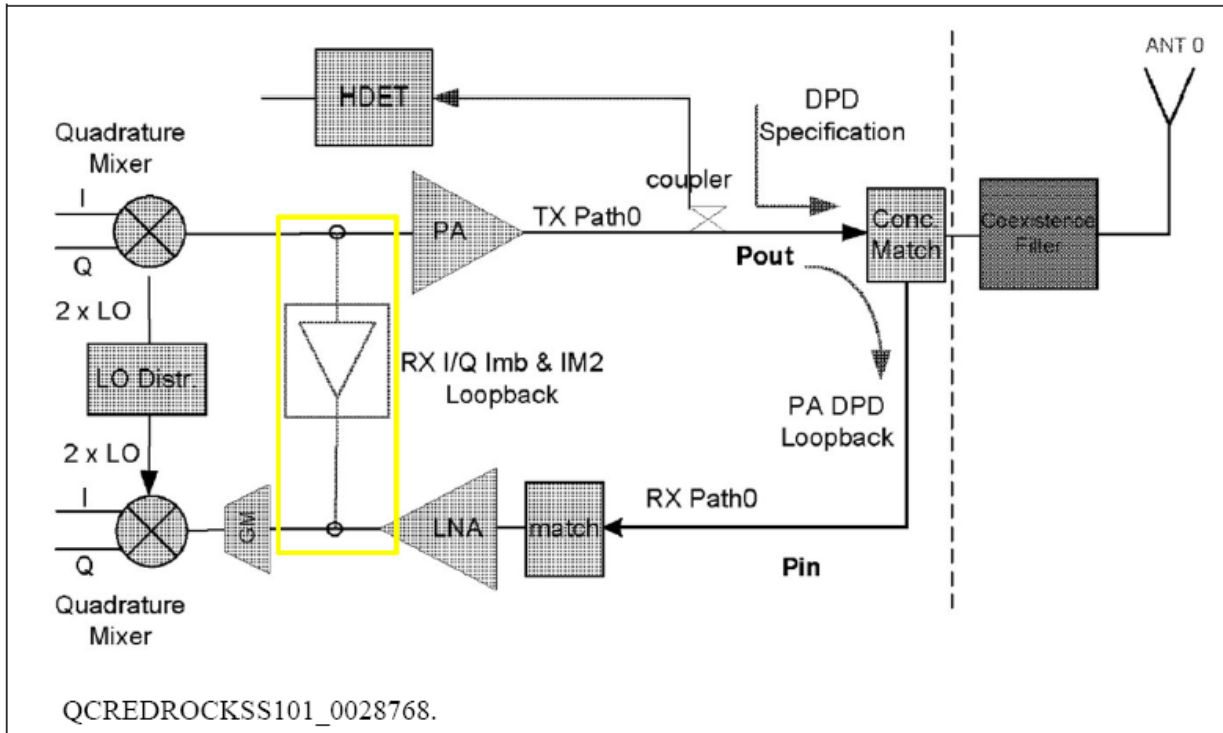 ANT 0
HDET
DPD
Specification
Quadrature
Mixer
I
Q
coupler
PA
TX Path0
Conc.
Match
Coexistence
Filter
Pout
2 x LO
LO Distr.
2 x LO
RX I/Q Imb & IM2
Loopback
PA DPD
Loopback
I
Q
GM
LNA
match
RX Path0
Pin
Quadrature
Mixer
QCREDROCKSS101_0028768.